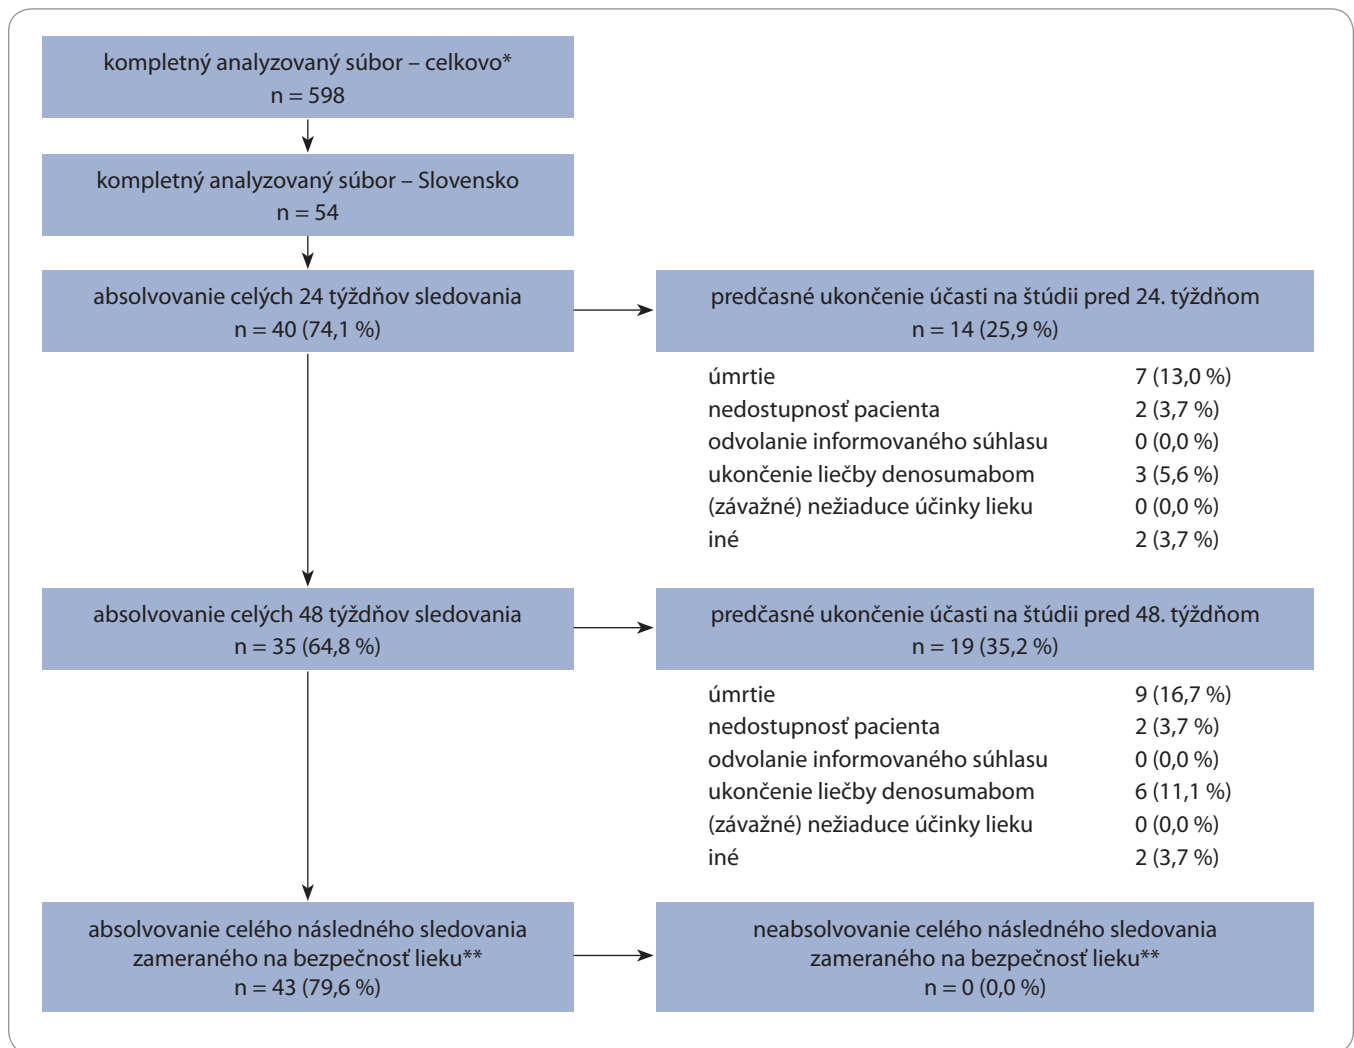 kompletný analyzovaný súbor – celkovo*
n = 598
kompletný analyzovaný súbor – Slovensko
n = 54
absolvovanie celých 24 týždňov sledovania
n = 40 (74,1 %)
predčasné ukončenie účasti na štúdii pred 24. týždňom
n = 14 (25,9 %)
úmrtie 7 (13,0 %)
nedostupnosť pacienta 2 (3,7 %)
odvolanie informovaného súhlasu 0 (0,0 %)
ukončenie liečby denosumabom 3 (5,6 %)
(závažné) nežiaduce účinky lieku 0 (0,0 %)
iné 2 (3,7 %)
absolvovanie celých 48 týždňov sledovania
n = 35 (64,8 %)
predčasné ukončenie účasti na štúdii pred 48. týždňom
n = 19 (35,2 %)
úmrtie 9 (16,7 %)
nedostupnosť pacienta 2 (3,7 %)
odvolanie informovaného súhlasu 0 (0,0 %)
ukončenie liečby denosumabom 6 (11,1 %)
(závažné) nežiaduce účinky lieku 0 (0,0 %)
iné 2 (3,7 %)
absolvovanie celého následného sledovania
zameraného na bezpečnosť lieku**
n = 43 (79,6 %)
neabsolvovanie celého následného sledovania
zameraného na bezpečnosť lieku**
n = 0 (0,0 %)